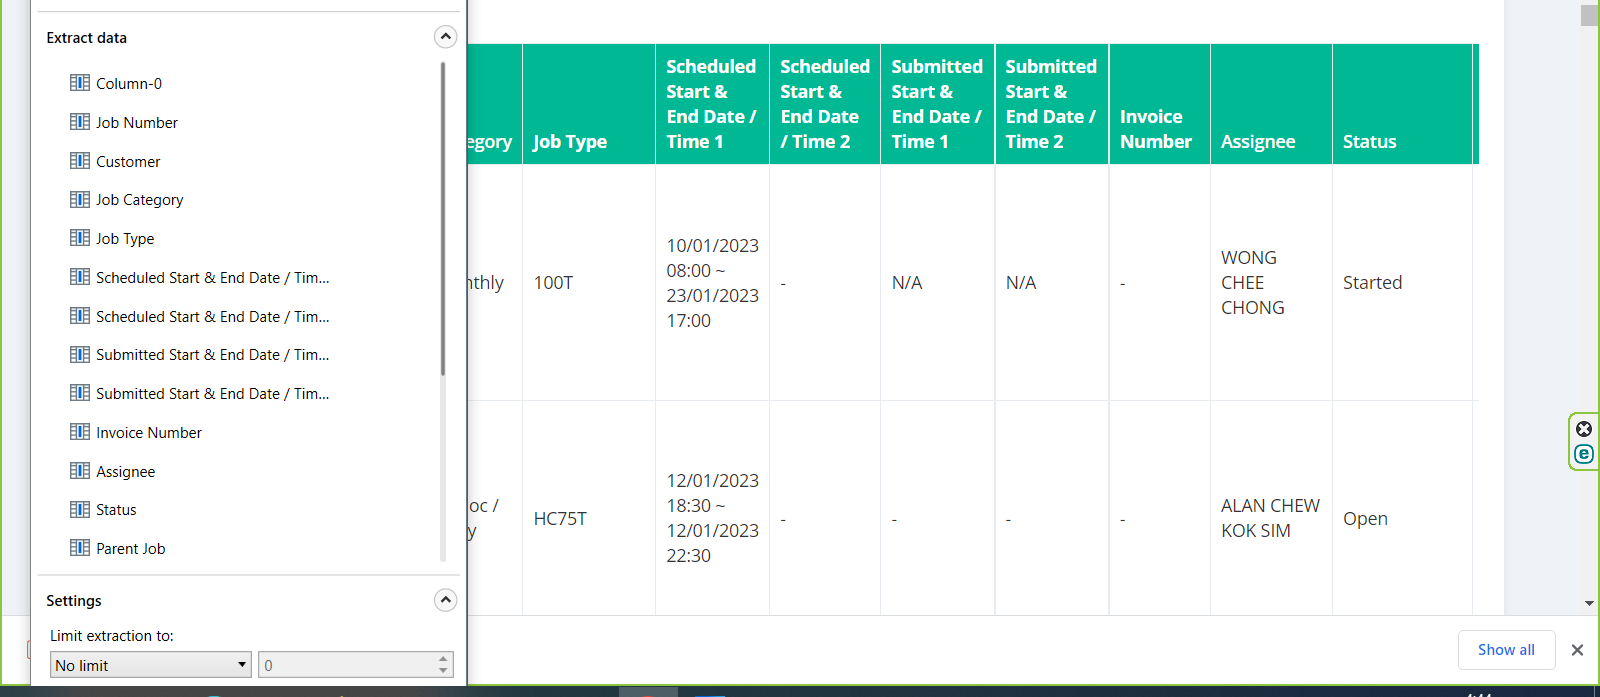 Extract data
Column-0
Job Number
Customer
Job Category
Job Type
Scheduled Start & End Date / Tim...
Scheduled Start & End Date / Tim...
Submitted Start & End Date / Tim...
Submitted Start & End Date / Tim...
Invoice Number
Assignee
Status
Parent Job
Settings
Limit extraction to:
No limit
0
egory
Job Type
Scheduled
Start &
End Date /
Time 1
Scheduled
Start &
End Date
/ Time 2
Submitted
Start &
End Date /
Time 1
Submitted
Start &
End Date /
Time 2
Invoice
Number
Assignee
Status
nthly
100T
10/01/2023
08:00 ~
23/01/2023
17:00
-
N/A
N/A
-
WONG
CHEE
CHONG
Started
oc /
y
HC75T
12/01/2023
18:30 ~
12/01/2023
22:30
-
-
-
-
ALAN CHEW
KOK SIM
Open
Show all